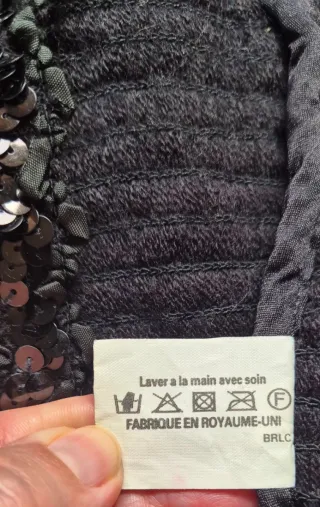 Laver a la main avec soin
F
FABRIQUE EN ROYAUME-UNI
BRLC